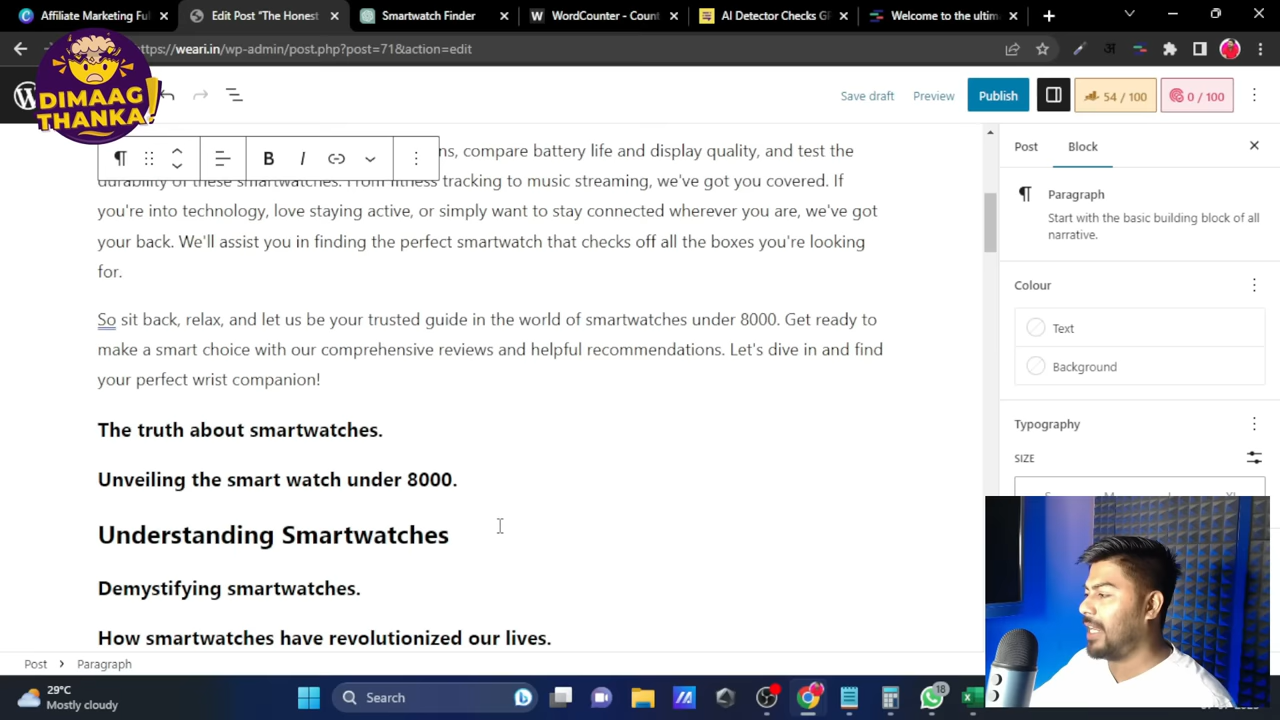 Affiliate Marketing Ful
Edit Post "The Honest
Smartwatch Finder
WordCounter - Count
AI Detector Checks GP
Welcome to the ultim
https://weari.in/wp-admin/post.php?post=71&action=edit
DIMAAG
THANKA!
Save draft
Preview
Publish
54 / 100
0 / 100
ns, compare battery life and display quality, and test the
durability of these smartwatches. From fitness tracking to music streaming, we've got you covered. If
you're into technology, love staying active, or simply want to stay connected wherever you are, we've got
your back. We'll assist you in finding the perfect smartwatch that checks off all the boxes you're looking
for.
So sit back, relax, and let us be your trusted guide in the world of smartwatches under 8000. Get ready to
make a smart choice with our comprehensive reviews and helpful recommendations. Let's dive in and find
your perfect wrist companion!
The truth about smartwatches.
Unveiling the smart watch under 8000.
Understanding Smartwatches
Demystifying smartwatches.
How smartwatches have revolutionized our lives.
Post
Block
Paragraph
Start with the basic building block of all
narrative.
Colour
Text
Background
Typography
SIZE
Post > Paragraph
29°C
Mostly cloudy
Search
18